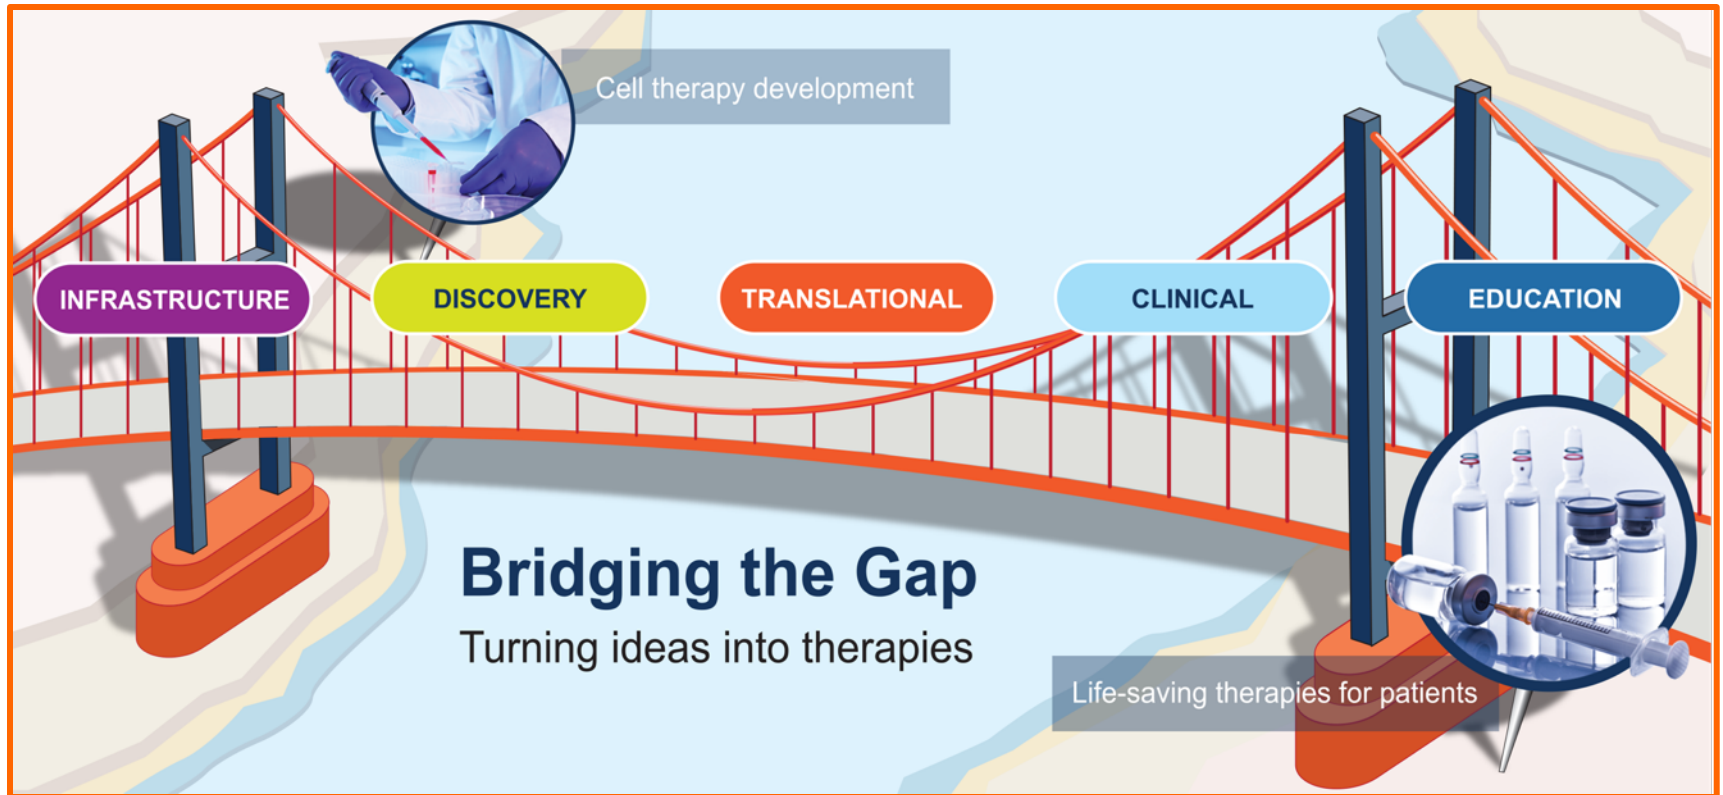 Cell therapy development
INFRASTRUCTURE
DISCOVERY
TRANSLATIONAL
CLINICAL
EDUCATION
Bridging the Gap
Turning ideas into therapies
Life-saving therapies for patients